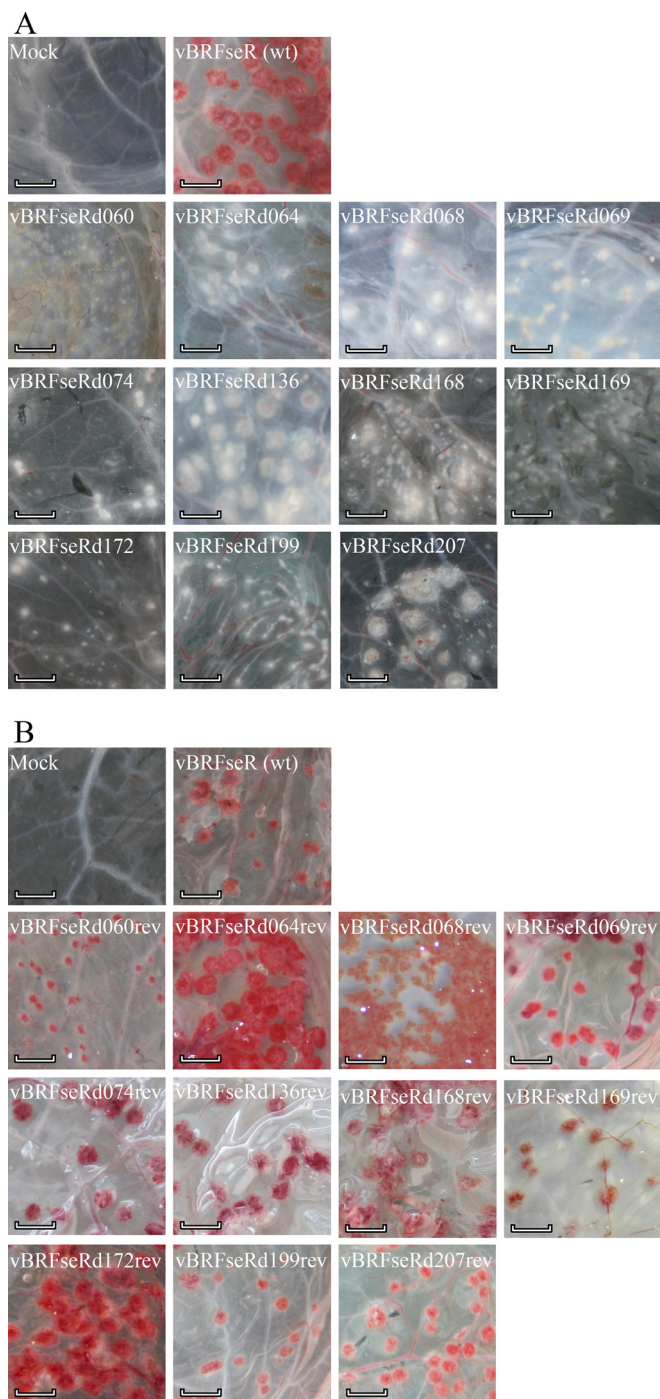 A
Mock vBRFseR (wt)
vBRFseRd060 vBRFseRd064 vBRFseRd068 vBRFseRd069
vBRFseRd074 vBRFseRd136 vBRFseRd168 vBRFseRd169
vBRFseRd172 vBRFseRd199 vBRFseRd207
B
Mock vBRFseR (wt)
vBRFseRd060rev vBRFseRd064rev vBRFseRd068rev vBRFseRd069rev
vBRFseRd074rev vBRFseRd136rev vBRFseRd168rev vBRFseRd169rev
vBRFseRd172rev vBRFseRd199rev vBRFseRd207rev